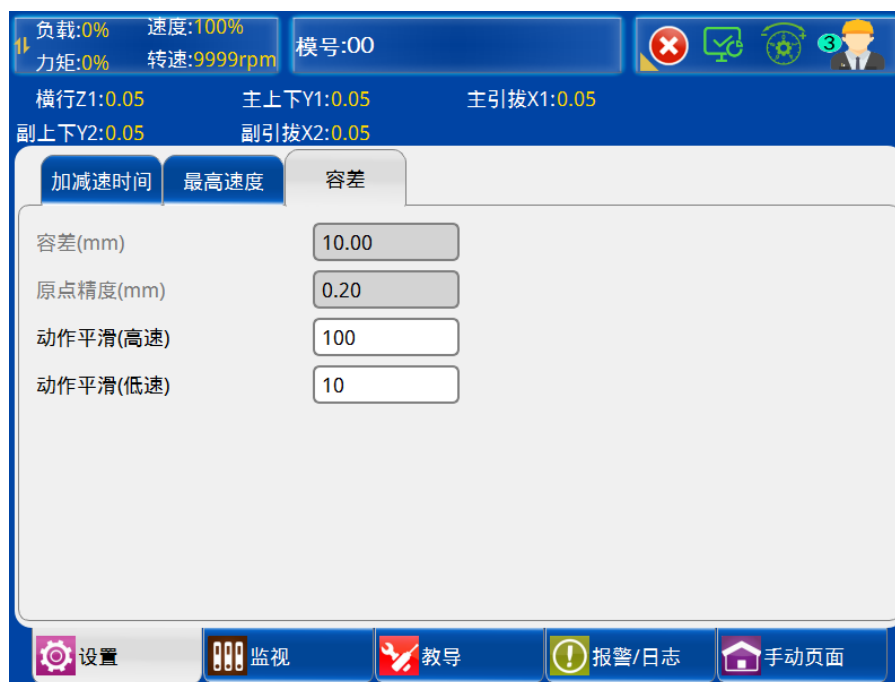 负载:0% 速度:100%
力矩:0% 转速:9999rpm
模号:00
3
横行Z1:0.05 主上下Y1:0.05 主引拔X1:0.05
副上下Y2:0.05 副引拔X2:0.05
加减速时间 最高速度 容差
容差(mm) 10.00
原点精度(mm) 0.20
动作平滑(高速) 100
动作平滑(低速) 10
设置 监视 教导 报警/日志 手动页面